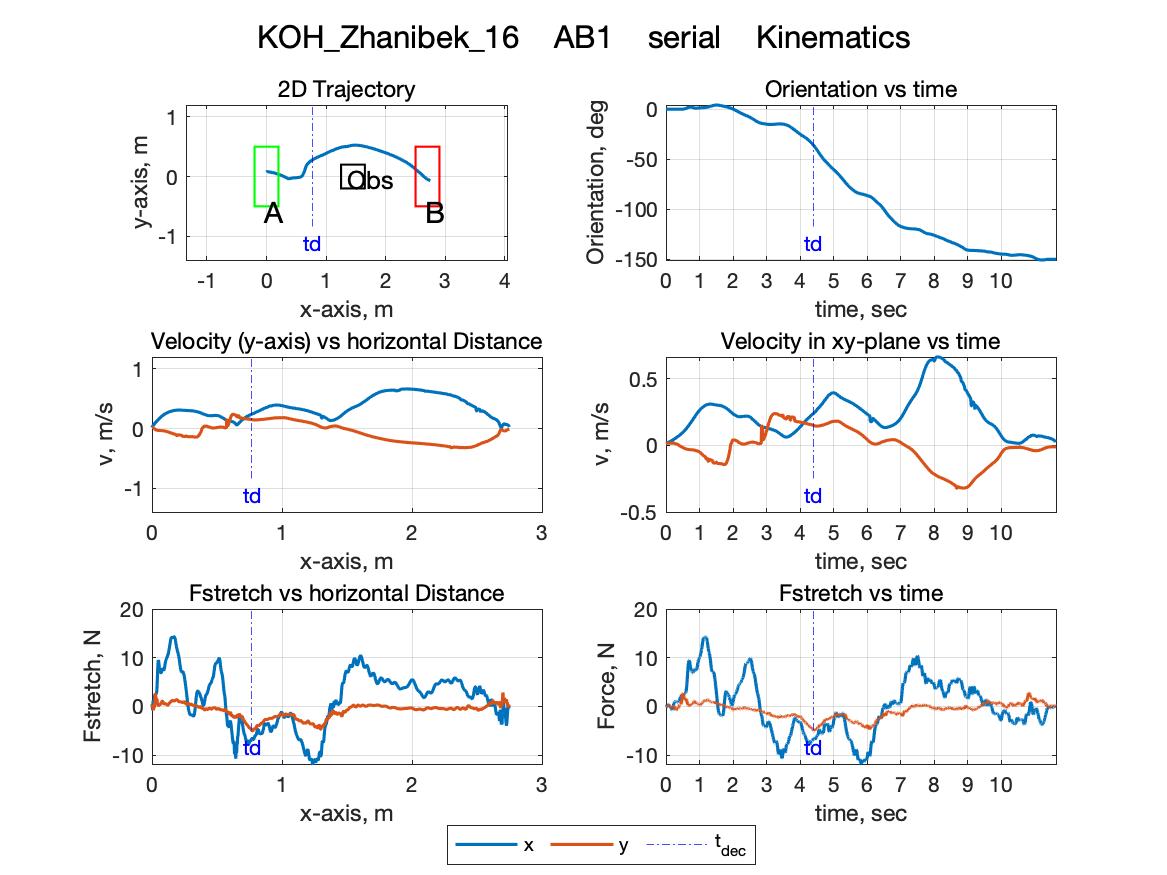 KOH_Zhanibek_16 AB1 serial Kinematics
2D Trajectory
y-axis, m
1
0
-1
A
td
Obs
B
-1 0 1 2 3 4
x-axis, m
Orientation vs time
Orientation, deg
0
-50
-100
-150
td
0 1 2 3 4 5 6 7 8 9 10
time, sec
Velocity (y-axis) vs horizontal Distance
v, m/s
1
0
-1
td
0 1 2 3
x-axis, m
Velocity in xy-plane vs time
v, m/s
0.5
0
-0.5
td
0 1 2 3 4 5 6 7 8 9 10
time, sec
Fstretch vs horizontal Distance
Fstretch, N
20
10
0
-10
td
0 1 2 3
x-axis, m
Fstretch vs time
Force, N
20
10
0
-10
td
0 1 2 3 4 5 6 7 8 9 10
time, sec
x y tdec